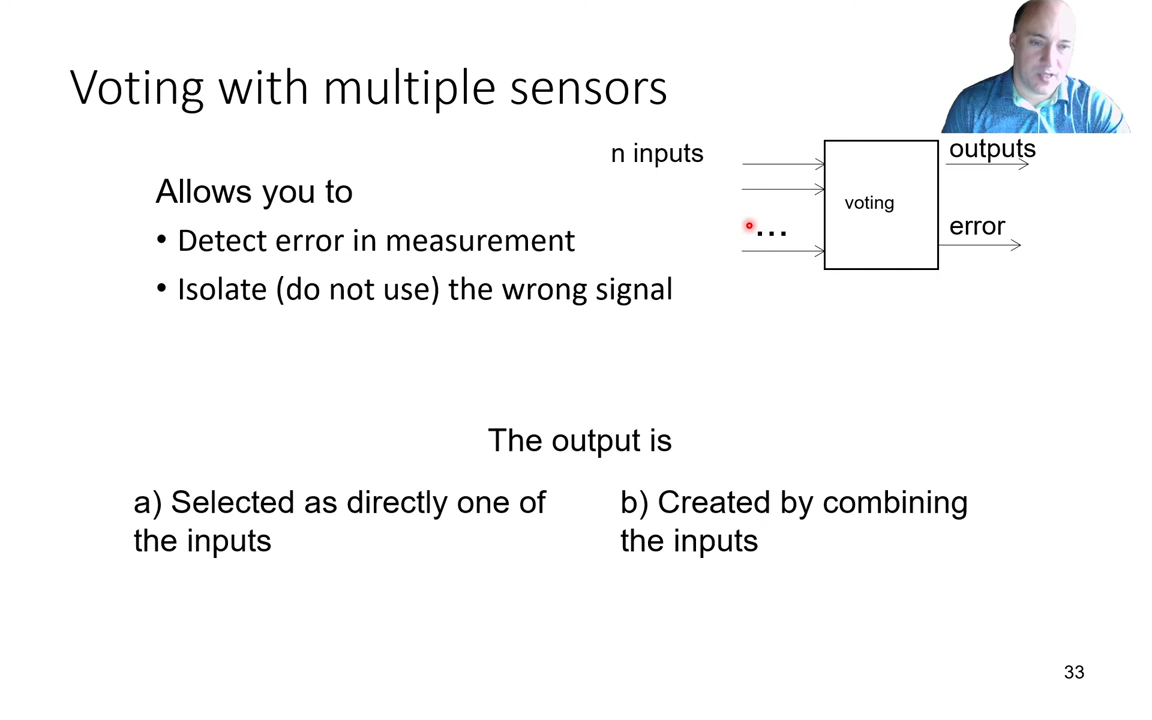 Voting with multiple sensors
n inputs
outputs
Allows you to
voting
• Detect error in measurement
...
error
• Isolate (do not use) the wrong signal
The output is
a) Selected as directly one of
the inputs
b) Created by combining
the inputs
33